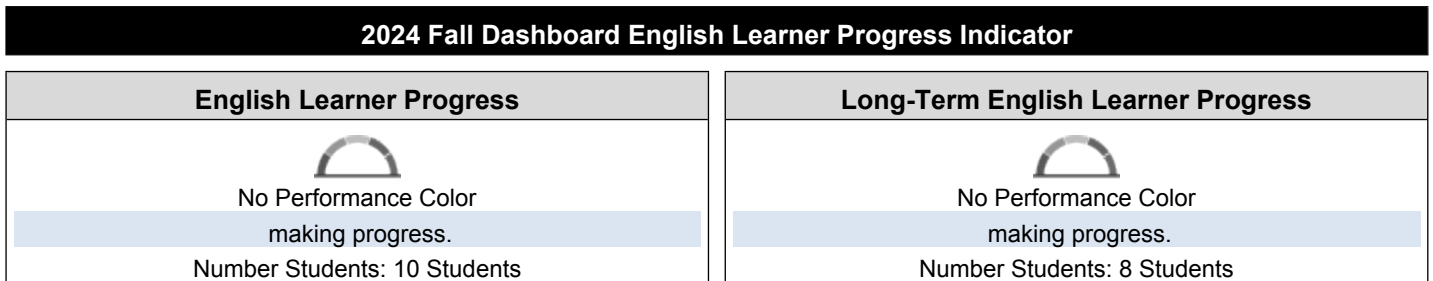 2024 Fall Dashboard English Learner Progress Indicator
English Learner Progress
No Performance Color
making progress.
Number Students: 10 Students
Long-Term English Learner Progress
No Performance Color
making progress.
Number Students: 8 Students